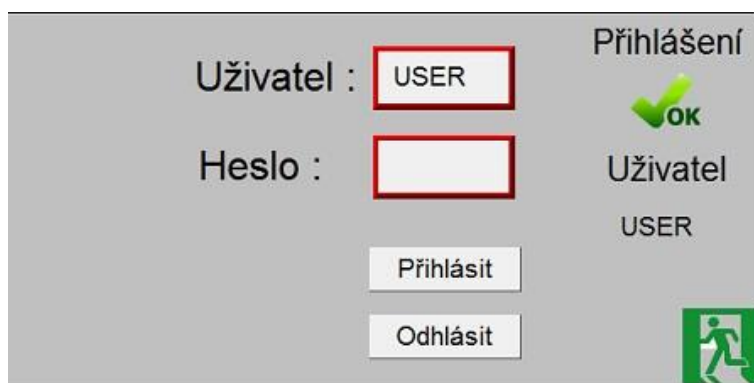 Uživatel :
USER
Heslo :
Přihlásit
Odhlásit
Přihlášení
OK
Uživatel
USER